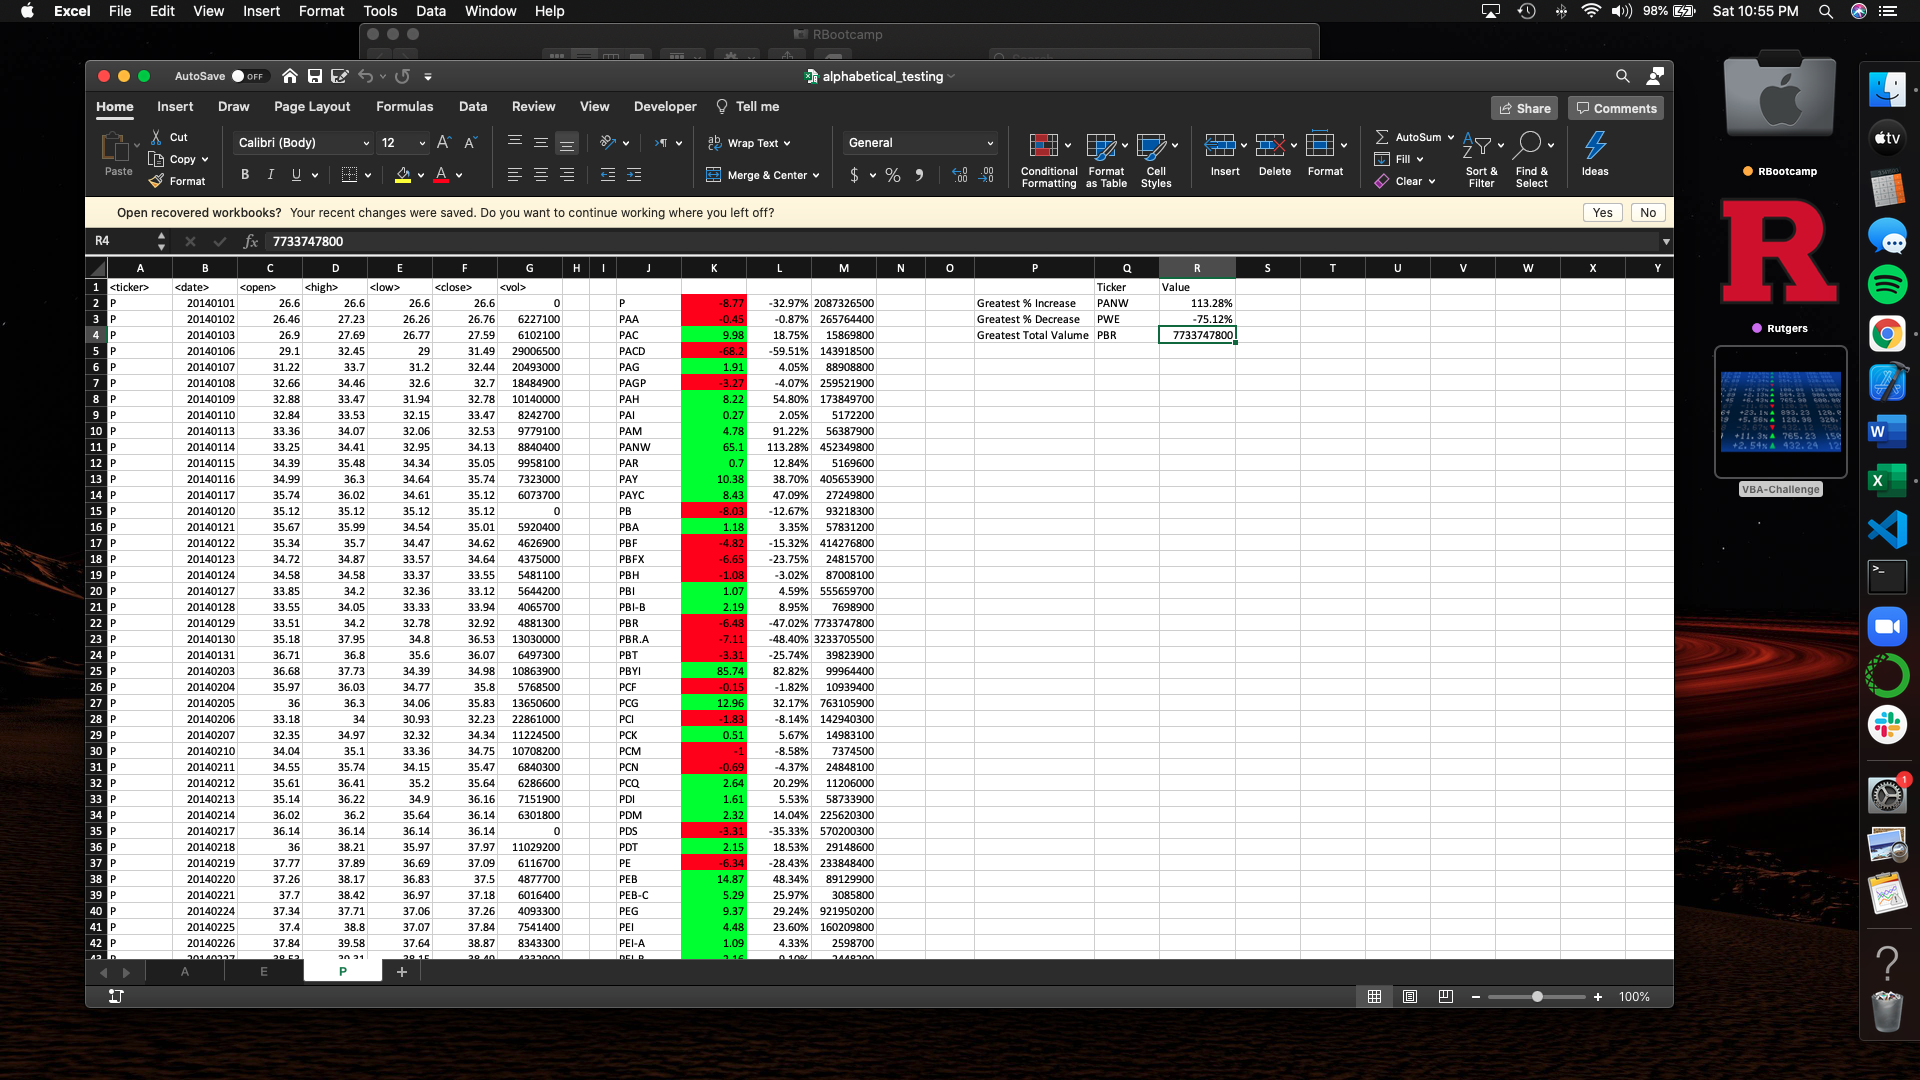 Excel File Edit View Insert Format Tools Data Window Help 98% Sat 10:55 PM
RBootcamp
AutoSave OFF alphabetical_testing
Home Insert Draw Page Layout Formulas Data Review View Developer Tell me Share Comments
Paste Cut Copy Format
Calibri (Body) 12
B I U A
Wrap Text Merge & Center
General
$ %
Conditional Formatting Format as Table Cell Styles
Insert Delete Format
AutoSum Fill Clear
Sort & Filter Find & Select Ideas
Open recovered workbooks? Your recent changes were saved. Do you want to continue working where you left off? Yes No
R4 fx 7733747800
A B C D E F G H I J K L M N O P Q R S T U V W X Y
1 <ticker> <date> <open> <high> <low> <close> <vol> Ticker Value
2 P 20140101 26.6 26.6 26.6 26.6 0 P -8.77 -32.97% 2087326500 Greatest % Increase PANW 113.28%
3 P 20140102 26.46 27.23 26.26 26.76 6227100 PAA -0.45 -0.87% 265764400 Greatest % Decrease PWE -75.12%
4 P 20140103 26.9 27.69 26.77 27.59 6102100 PAC 9.98 18.75% 15869800 Greatest Total Valume PBR 7733747800
5 P 20140106 29.1 32.45 29 31.49 29006500 PACD -68.2 -59.51% 143918500
6 P 20140107 31.22 33.7 31.2 32.44 20493000 PAG 1.91 4.05% 88908800
7 P 20140108 32.66 34.46 32.6 32.7 18484900 PAGP -3.27 -4.07% 259521900
8 P 20140109 32.88 33.47 31.94 32.78 10140000 PAH 8.22 54.80% 173849700
9 P 20140110 32.84 33.53 32.15 33.47 8242700 PAI 0.27 2.05% 5172200
10 P 20140113 33.36 34.07 32.06 32.53 9779100 PAM 4.78 91.22% 56387900
11 P 20140114 33.25 34.41 32.95 34.13 8840400 PANW 65.1 113.28% 452349800
12 P 20140115 34.39 35.48 34.34 35.05 9958100 PAR 0.7 12.84% 5169600
13 P 20140116 34.99 36.3 34.64 35.74 7323000 PAY 10.38 38.70% 405653900
14 P 20140117 35.74 36.02 34.61 35.12 6073700 PAYC 8.43 47.09% 27249800
15 P 20140120 35.12 35.12 35.12 35.12 0 PB -8.03 -12.67% 93218300
16 P 20140121 35.67 35.99 34.54 35.01 5920400 PBA 1.18 3.35% 57831200
17 P 20140122 35.34 35.7 34.47 34.62 4626900 PBF -4.82 -15.32% 414276800
18 P 20140123 34.72 34.87 33.57 34.64 4375000 PBFX -6.65 -23.75% 24815700
19 P 20140124 34.58 34.58 33.37 33.55 5481100 PBH -1.08 -3.02% 87008100
20 P 20140127 33.85 34.2 32.36 33.12 5644200 PBI 1.07 4.59% 555659700
21 P 20140128 33.55 34.05 33.33 33.94 4065700 PBI-B 2.19 8.95% 7698900
22 P 20140129 33.51 34.2 32.78 32.92 4881300 PBR -6.48 -47.02% 7733747800
23 P 20140130 35.18 37.95 34.8 36.53 13030000 PBR.A -7.11 -48.40% 3233705500
24 P 20140131 36.71 36.8 35.6 36.07 6497300 PBT -3.31 -25.74% 39823900
25 P 20140203 36.68 37.73 34.39 34.98 10863900 PBYI 85.74 82.82% 99964400
26 P 20140204 35.97 36.03 34.77 35.8 5768500 PCF -0.15 -1.82% 10939400
27 P 20140205 36 36.3 34.06 35.83 13650600 PCG 12.96 32.17% 763105900
28 P 20140206 33.18 34 30.93 32.23 22861000 PCI -1.83 -8.14% 142940300
29 P 20140207 32.35 34.97 32.32 34.34 11224500 PCK 0.51 5.67% 14983100
30 P 20140210 34.04 35.1 33.36 34.75 10708200 PCM -1 -8.58% 7374500
31 P 20140211 34.55 35.74 34.15 35.47 6840300 PCN -0.69 -4.37% 24848100
32 P 20140212 35.61 36.41 35.2 35.64 6286600 PCQ 2.64 20.29% 11206000
33 P 20140213 35.14 36.22 34.9 36.16 7151900 PDI 1.61 5.53% 58733900
34 P 20140214 36.02 36.2 35.64 36.14 6301800 PDM 2.32 14.04% 225620300
35 P 20140217 36.14 36.14 36.14 36.14 0 PDS -3.31 -35.33% 570200300
36 P 20140218 36 38.21 35.97 37.97 11029200 PDT 2.15 18.53% 29148600
37 P 20140219 37.77 37.89 36.69 37.09 6116700 PE -6.34 -28.43% 233848400
38 P 20140220 37.26 38.17 36.83 37.5 4877700 PEB 14.87 48.34% 89129900
39 P 20140221 37.7 38.42 36.97 37.18 6016400 PEB-C 5.29 25.97% 3085800
40 P 20140224 37.34 37.71 37.06 37.26 4093300 PEG 9.37 29.24% 921950200
41 P 20140225 37.4 38.8 37.07 37.84 7541400 PEI 4.48 23.60% 160209800
42 P 20140226 37.84 39.58 37.64 38.87 8343300 PEI-A 1.09 4.33% 2598700
A E P +
100%
RBootcamp
R
Rutgers
VBA-Challenge
tv
W
X
1